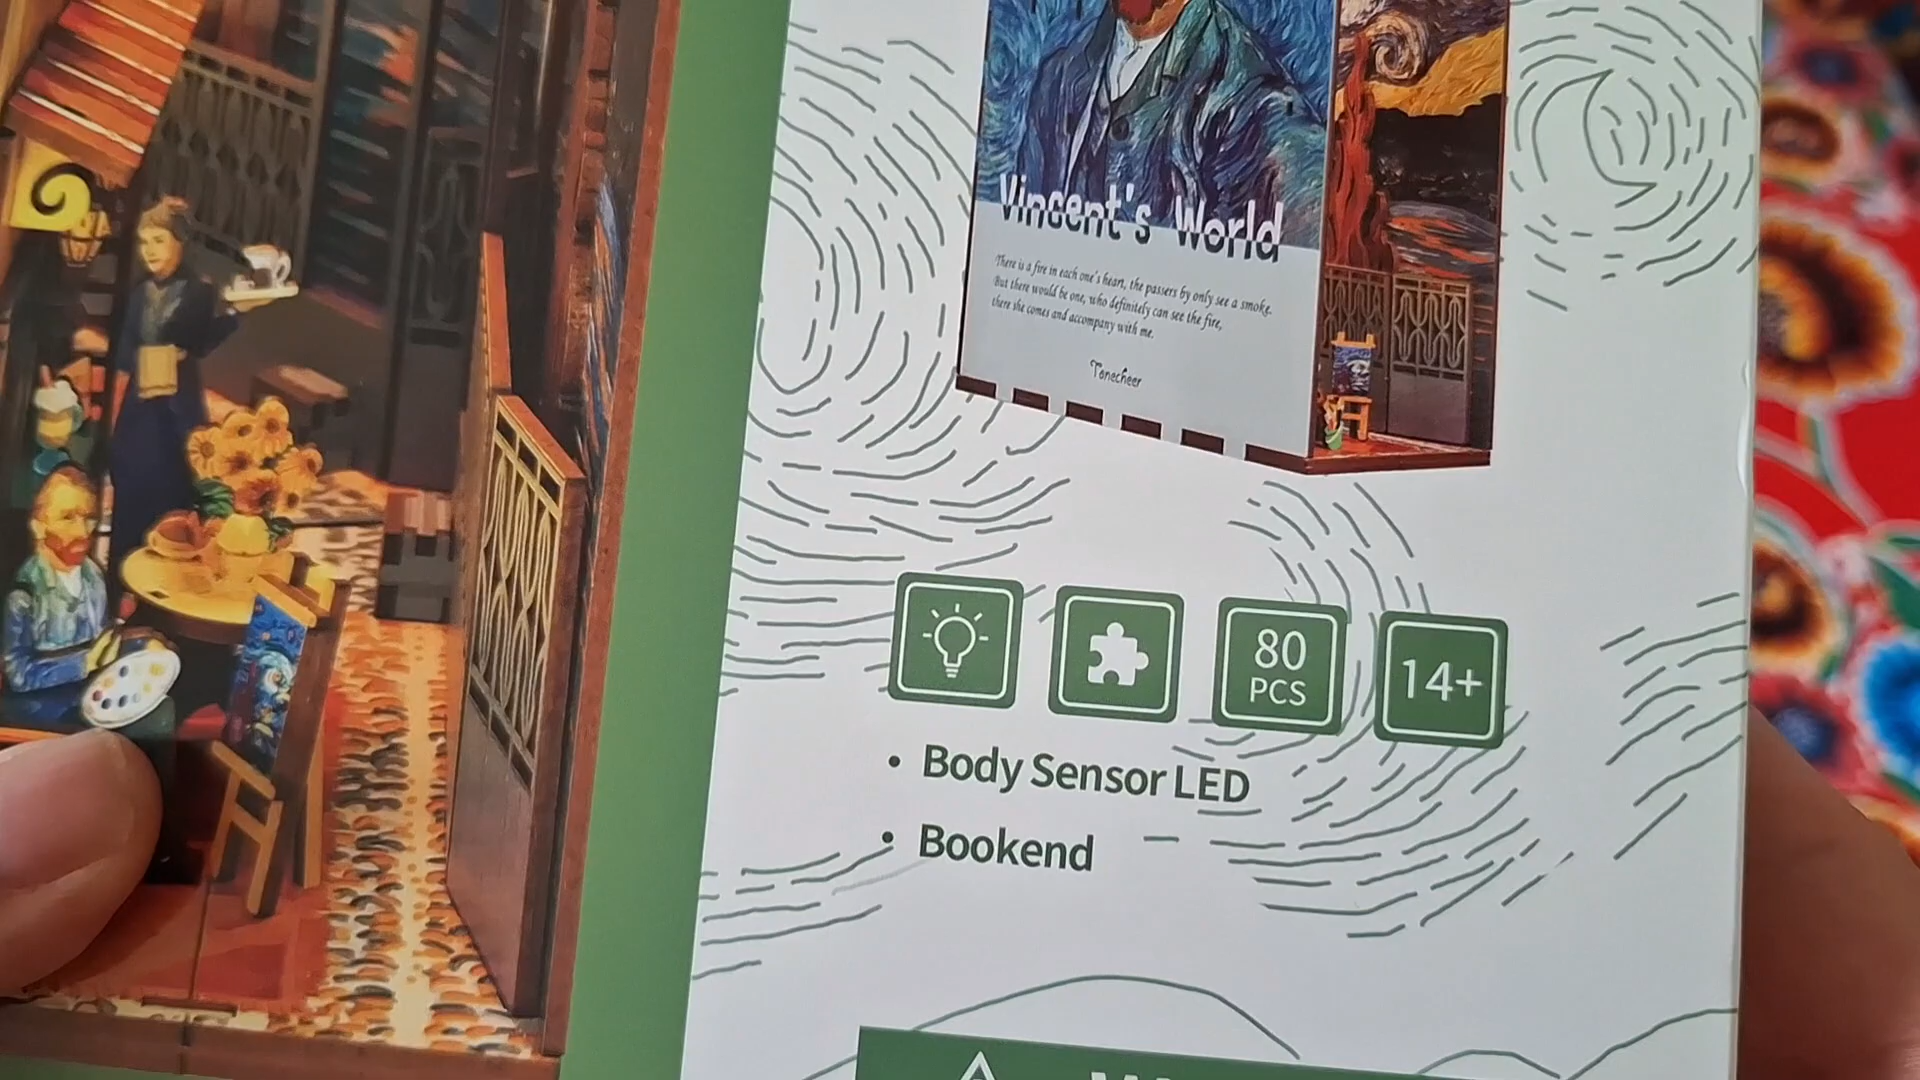 Vincent's World
There is a fire in each one's heart, the passers by only see a smoke.
But there would be one, who definitely can see the fire,
there she comes and accompany with me.
Tonecheer
80
PCS
14+
• Body Sensor LED
• Bookend